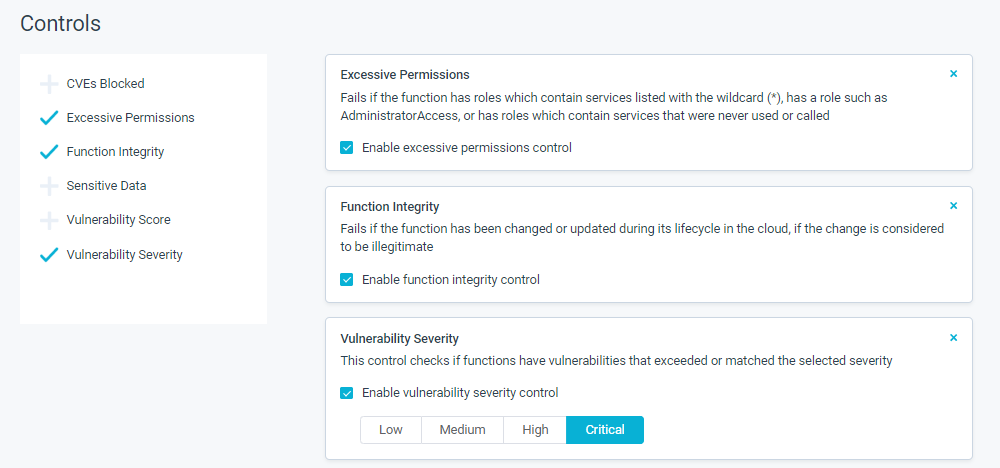 Controls
CVEs Blocked
Excessive Permissions
Function Integrity
Sensitive Data
Vulnerability Score
Vulnerability Severity
Excessive Permissions
Fails if the function has roles which contain services listed with the wildcard (*), has a role such as
AdministratorAccess, or has roles which contain services that were never used or called
Enable excessive permissions control
Function Integrity
Fails if the function has been changed or updated during its lifecycle in the cloud, if the change is considered
to be illegitimate
Enable function integrity control
Vulnerability Severity
This control checks if functions have vulnerabilities that exceeded or matched the selected severity
Enable vulnerability severity control
Low Medium High Critical